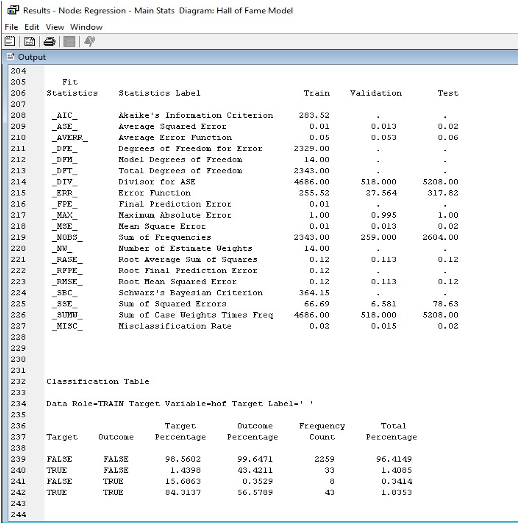 Results - Node: Regression - Main Stats Diagram: Hall of Fame Model
File Edit View Window
Output
204
205 Fit
206 Statistics Statistics Label Train Validation Test
207
208 _AIC_ Akaike's Information Criterion 283.52 . .
209 _ASE_ Average Squared Error 0.01 0.013 0.02
210 _AVERR_ Average Error Function 0.05 0.053 0.06
211 _DFE_ Degrees of Freedom for Error 2329.00 . .
212 _DFM_ Model Degrees of Freedom 14.00 . .
213 _DFT_ Total Degrees of Freedom 2343.00 . .
214 _DIV_ Divisor for ASE 4686.00 518.000 5208.00
215 _ERR_ Error Function 255.52 27.564 317.82
216 _FPE_ Final Prediction Error 0.01 . .
217 _MAX_ Maximum Absolute Error 1.00 0.995 1.00
218 _MSE_ Mean Square Error 0.01 0.013 0.02
219 _NOBS_ Sum of Frequencies 2343.00 259.000 2604.00
220 _NW_ Number of Estimate Weights 14.00 . .
221 _RASE_ Root Average Sum of Squares 0.12 0.113 0.12
222 _RFPE_ Root Final Prediction Error 0.12 . .
223 _RMSE_ Root Mean Squared Error 0.12 0.113 0.12
224 _SBC_ Schwarz's Bayesian Criterion 364.15 . .
225 _SSE_ Sum of Squared Errors 66.69 6.581 78.63
226 _SUMW_ Sum of Case Weights Times Freq 4686.00 518.000 5208.00
227 _MISC_ Misclassification Rate 0.02 0.015 0.02
228
229
230
231
232 Classification Table
233
234 Data Role=TRAIN Target Variable=hof Target Label=' '
235
236 Target Outcome Frequency Total
237 Target Outcome Percentage Percentage Count Percentage
238
239 FALSE FALSE 98.5602 99.6471 2259 96.4149
240 TRUE FALSE 1.4398 43.4211 33 1.4085
241 FALSE TRUE 15.6863 0.3529 8 0.3414
242 TRUE TRUE 84.3137 56.5789 43 1.8353
243
244